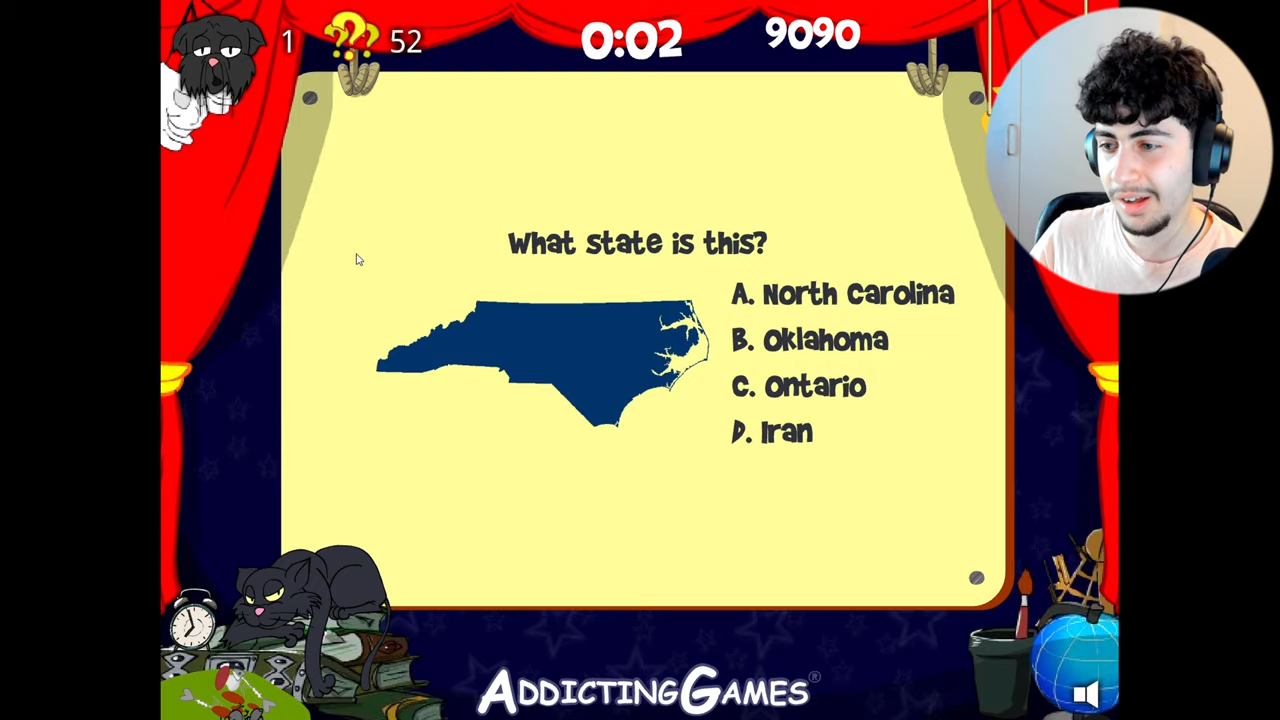 1 ??? 52 0:02 9090
What state is this?
A. North Carolina
B. Oklahoma
C. Ontario
D. Iran
ADDICTINGGAMES®